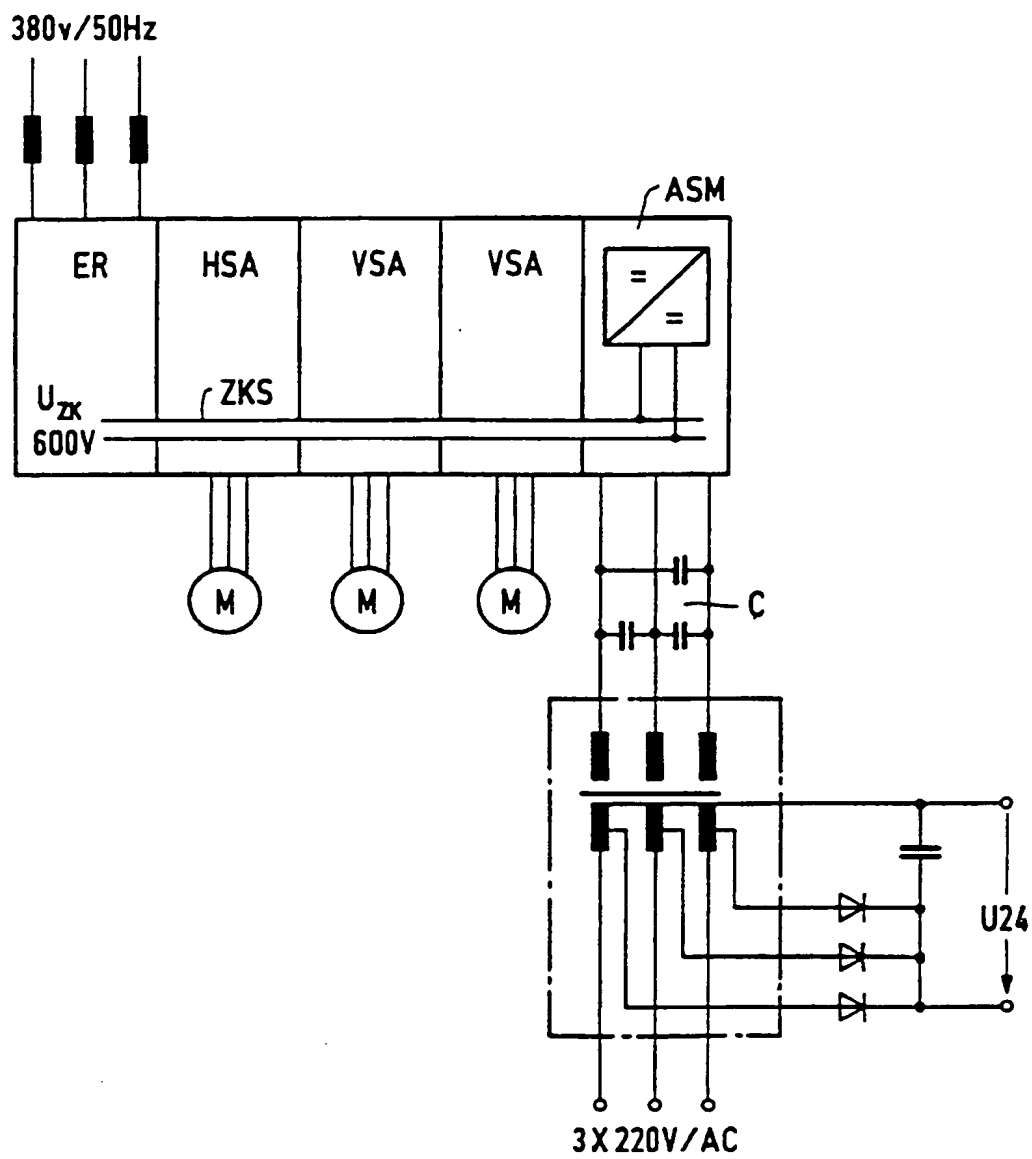 380v/50Hz
ASM
ER
HSA
VSA
VSA
=
=
U_ZK
ZKS
600V
M
M
M
Ç
U24
3X220V/AC